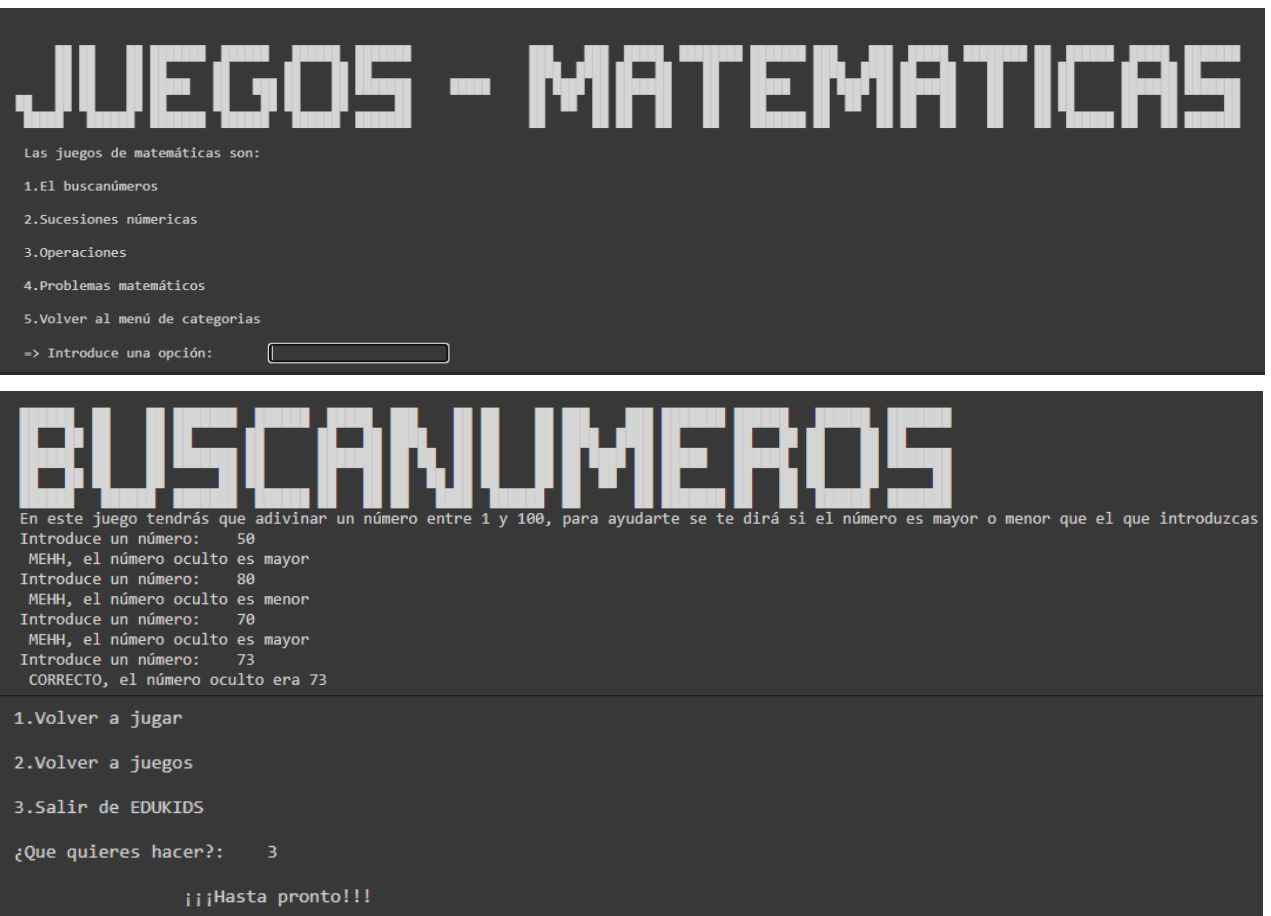 JUEGOS - MATEMATICAS
Las juegos de matemáticas son:
1.El buscanúmeros
2.Sucesiones númericas
3.Operaciones
4.Problemas matemáticos
5.Volver al menú de categorias
=> Introduce una opción:
BUSCANUMEROS
En este juego tendrás que adivinar un número entre 1 y 100, para ayudarte se te dirá si el número es mayor o menor que el que introduzcas
Introduce un número: 50
MEHH, el número oculto es mayor
Introduce un número: 80
MEHH, el número oculto es menor
Introduce un número: 70
MEHH, el número oculto es mayor
Introduce un número: 73
CORRECTO, el número oculto era 73
1.Volver a jugar
2.Volver a juegos
3.Salir de EDUKIDS
¿Que quieres hacer?: 3
¡¡¡Hasta pronto!!!